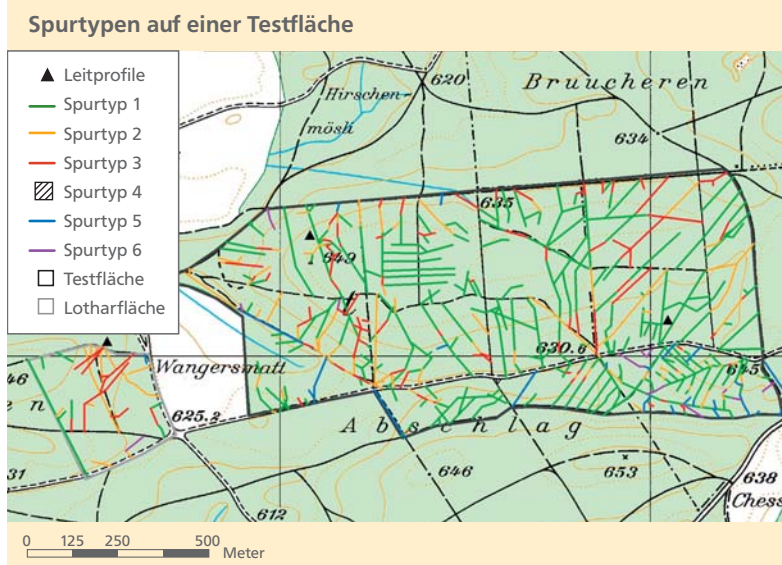 Spurtypen auf einer Testfläche
Leitprofile
Spurtyp 1
Spurtyp 2
Spurtyp 3
Spurtyp 4
Spurtyp 5
Spurtyp 6
Testfläche
Lotharfläche
620
Bruucheren
Hirschen-
mösli
634
635
649
630.6
Wangersmatt
645
46
en
625.2
Abschlag
31
646
653
638
Chess
612
0 125 250 500
Meter